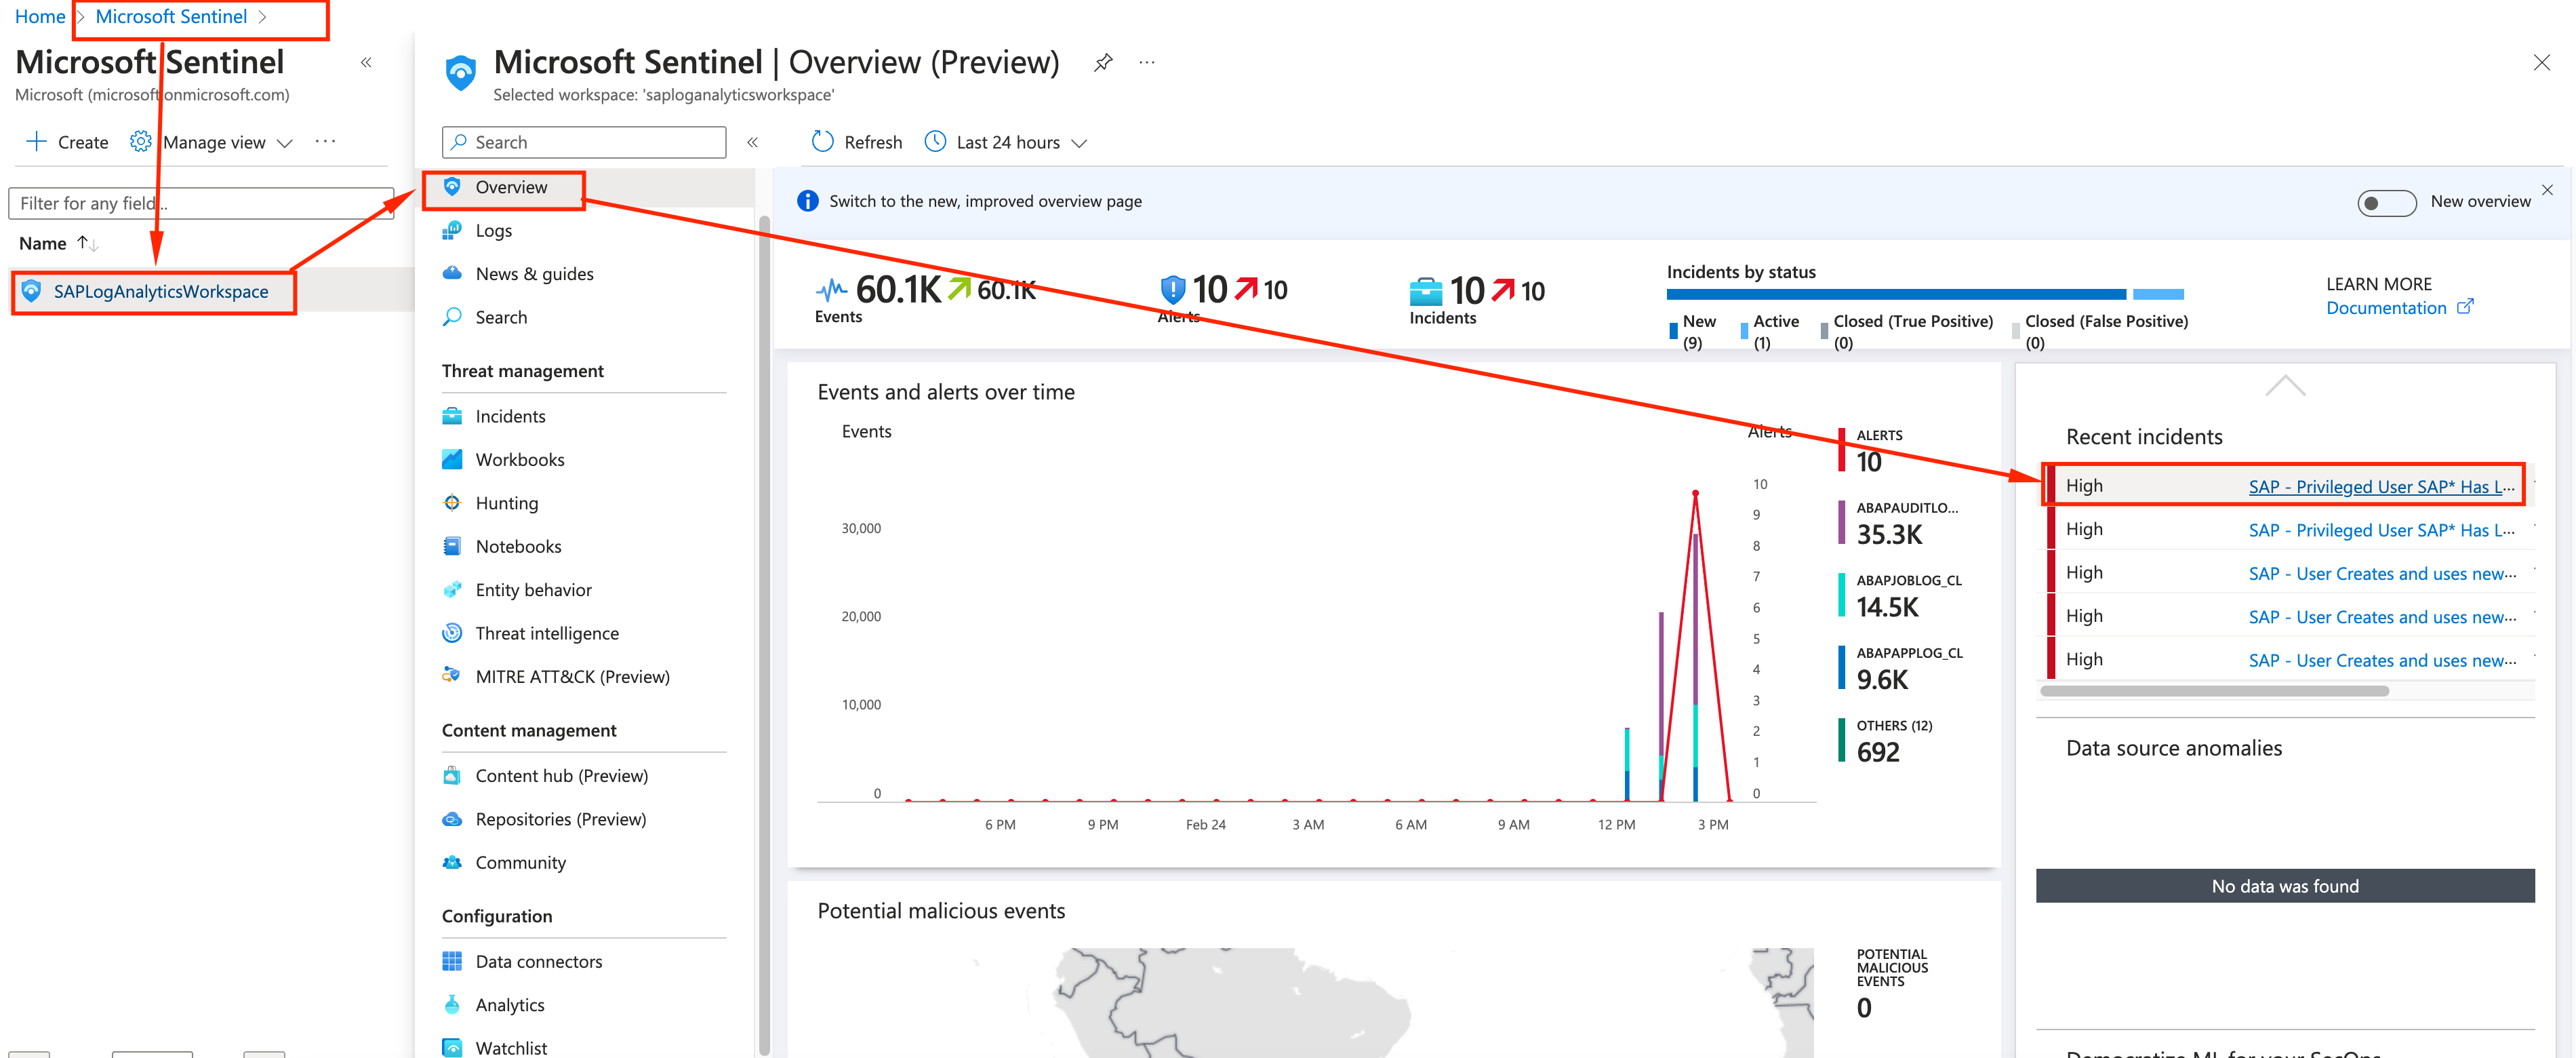 Home > Microsoft Sentinel >
Microsoft Sentinel
Microsoft (microsoft.onmicrosoft.com)
Create
Manage view
Filter for any field...
Name
SAPLogAnalyticsWorkspace
Microsoft Sentinel | Overview (Preview)
Selected workspace: 'saploganalyticsworkspace'
Search
Overview
Logs
News & guides
Search
Threat management
Incidents
Workbooks
Hunting
Notebooks
Entity behavior
Threat intelligence
MITRE ATT&CK (Preview)
Content management
Content hub (Preview)
Repositories (Preview)
Community
Configuration
Data connectors
Analytics
Watchlist
Refresh
Last 24 hours
Switch to the new, improved overview page
New overview
60.1K 60.1K
Events
10 10
Alerts
10 10
Incidents
Incidents by status
New (9)
Active (1)
Closed (True Positive) (0)
Closed (False Positive) (0)
LEARN MORE
Documentation
Events and alerts over time
Events
Alerts
30,000
20,000
10,000
0
10
9
8
7
6
5
4
3
2
1
0
6 PM
9 PM
Feb 24
3 AM
6 AM
9 AM
12 PM
3 PM
ALERTS
10
ABAPAUDITLO...
35.3K
ABAPJOBLOG_CL
14.5K
ABAPAPPLOG_CL
9.6K
OTHERS (12)
692
Potential malicious events
POTENTIAL
MALICIOUS
EVENTS
0
Recent incidents
High SAP - Privileged User SAP* Has L...
High SAP - Privileged User SAP* Has L...
High SAP - User Creates and uses new...
High SAP - User Creates and uses new...
High SAP - User Creates and uses new...
Data source anomalies
No data was found
Democratize ML for your SecOps